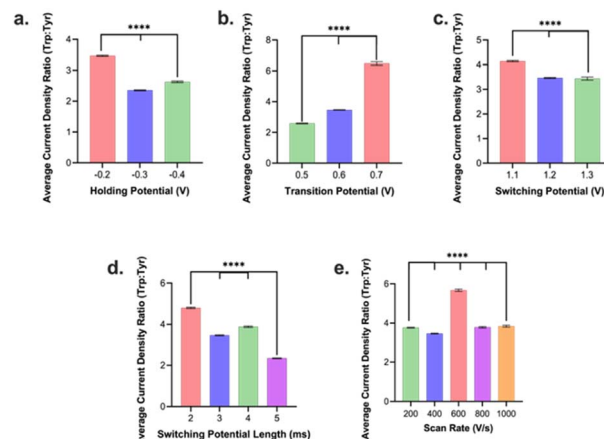 a.
Average Current Density Ratio (Trp:Tyr)
4
3
2
1
0
****
-0.2 -0.3 -0.4
Holding Potential (V)
b.
Average Current Density Ratio (Trp:Tyr)
8
6
4
2
0
****
0.5 0.6 0.7
Transition Potential (V)
c.
Average Current Density Ratio (Trp:Tyr)
5
4
3
2
1
0
****
1.1 1.2 1.3
Switching Potential (V)
d.
Average Current Density Ratio (Trp:Tyr)
6
4
2
0
****
2 3 4 5
Switching Potential Length (ms)
e.
Average Current Density Ratio (Trp:Tyr)
6
4
2
0
****
200 400 600 800 1000
Scan Rate (V/s)